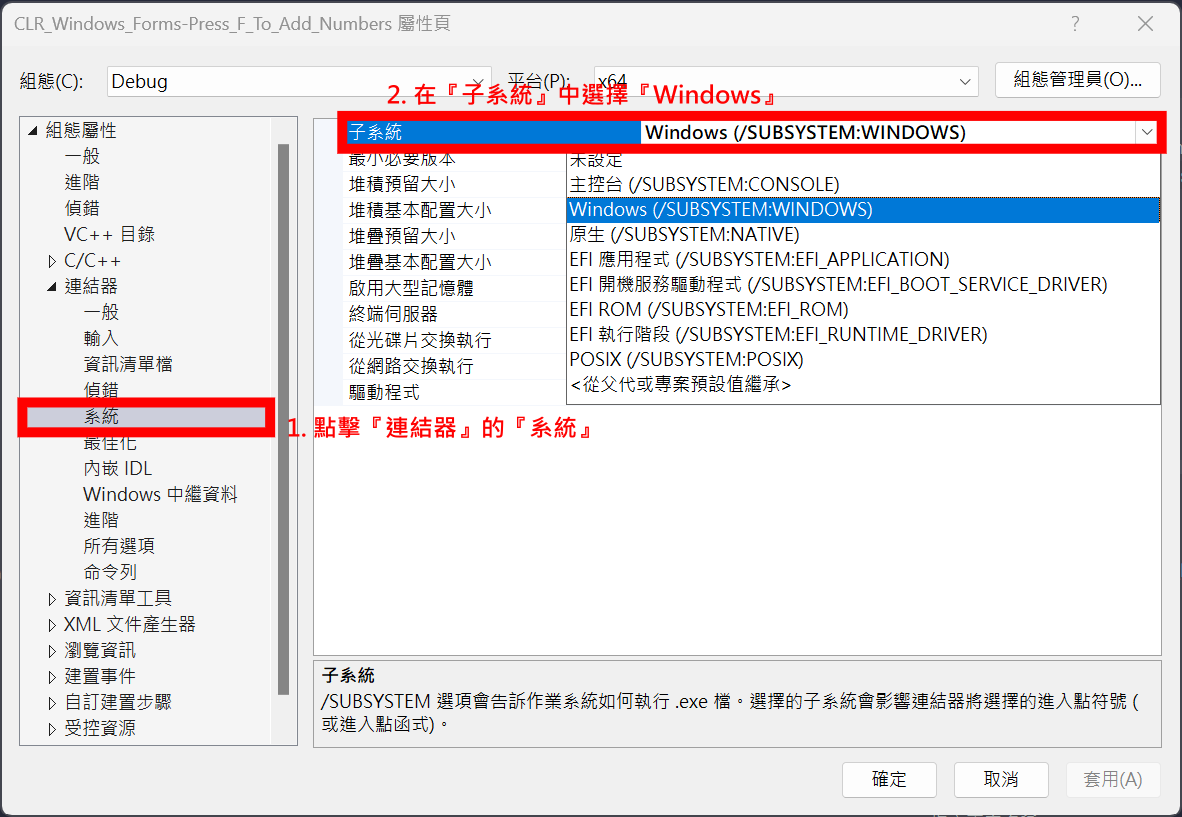 CLR_Windows_Forms-Press_F_To_Add_Numbers 屬性頁
組態(C):
Debug
平台(P):
x64
組態管理員(O)...
2. 在『子系統』中選擇『Windows』
組態屬性
一般
進階
偵錯
VC++ 目錄
C/C++
連結器
一般
輸入
資訊清單檔
偵錯
系統
最佳化
內嵌 IDL
Windows 中繼資料
進階
所有選項
命令列
資訊清單工具
XML 文件產生器
瀏覽資訊
建置事件
自訂建置步驟
受控資源
1. 點擊『連結器』的『系統』
子系統
Windows (/SUBSYSTEM:WINDOWS)
最小必要版本
堆積預留大小
堆積基本配置大小
堆疊預留大小
堆疊基本配置大小
啟用大型記憶體
終端伺服器
從光碟片交換執行
從網路交換執行
驅動程式
未設定
主控台 (/SUBSYSTEM:CONSOLE)
Windows (/SUBSYSTEM:WINDOWS)
原生 (/SUBSYSTEM:NATIVE)
EFI 應用程式 (/SUBSYSTEM:EFI_APPLICATION)
EFI 開機服務驅動程式 (/SUBSYSTEM:EFI_BOOT_SERVICE_DRIVER)
EFI ROM (/SUBSYSTEM:EFI_ROM)
EFI 執行階段 (/SUBSYSTEM:EFI_RUNTIME_DRIVER)
POSIX (/SUBSYSTEM:POSIX)
<從父代或專案預設值繼承>
子系統
/SUBSYSTEM 選項會告訴作業系統如何執行 .exe 檔。選擇的子系統會影響連結器將選擇的進入點符號 (
或進入點函式)。
確定
取消
套用(A)